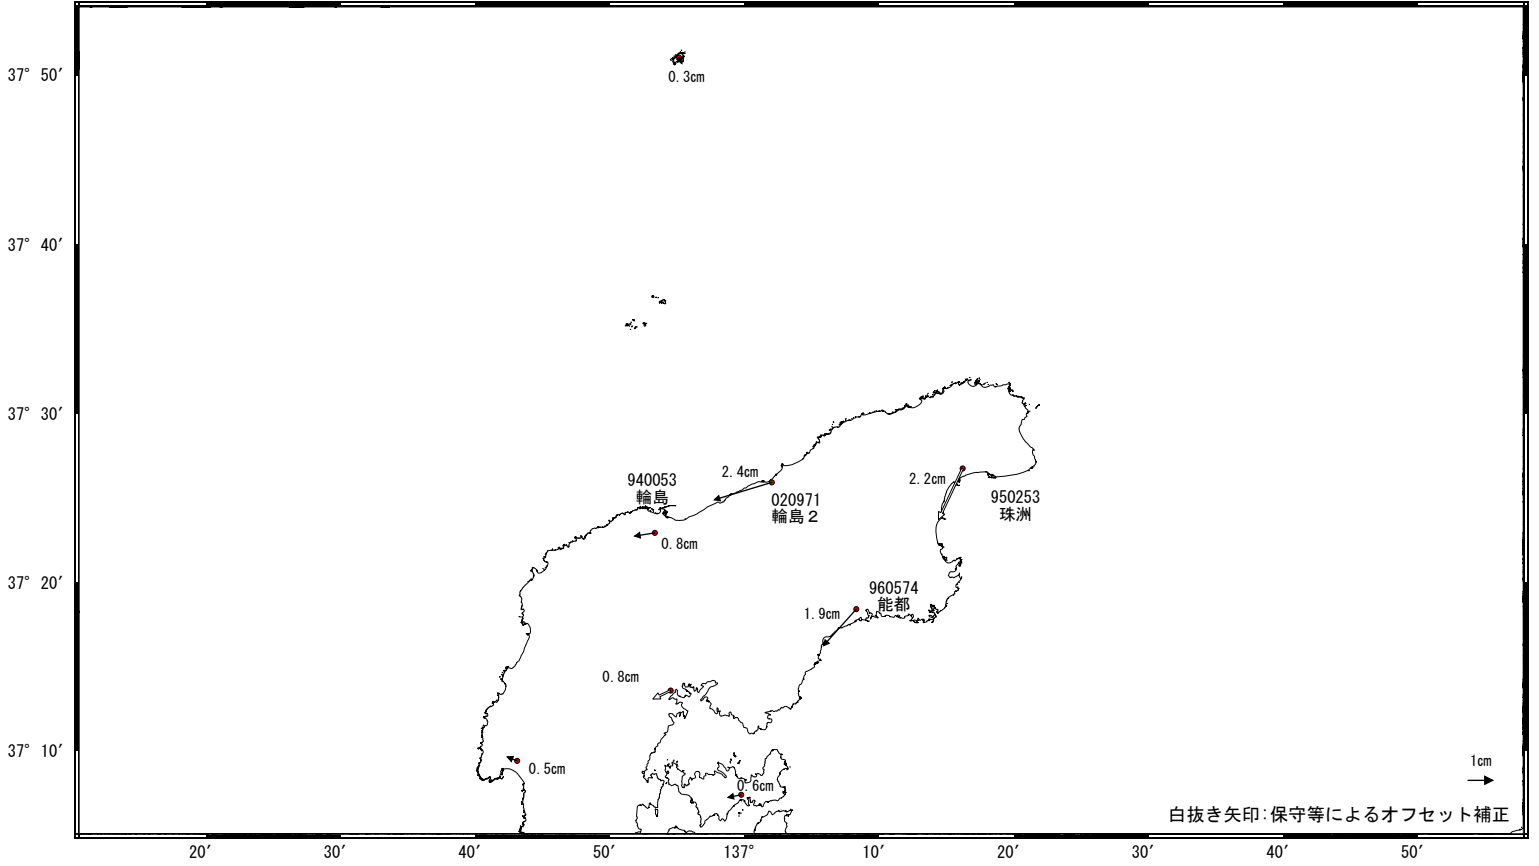 37° 50′
0.3cm
37° 40′
37° 30′
2.4cm
940053
輪島
2.2cm
020971
輪島２
950253
珠洲
0.8cm
37° 20′
960574
能都
1.9cm
0.8cm
37° 10′
0.5cm
1cm
0.6cm
白抜き矢印:保守等によるオフセット補正
20′ 30′ 40′ 50′ 137° 10′ 20′ 30′ 40′ 50′